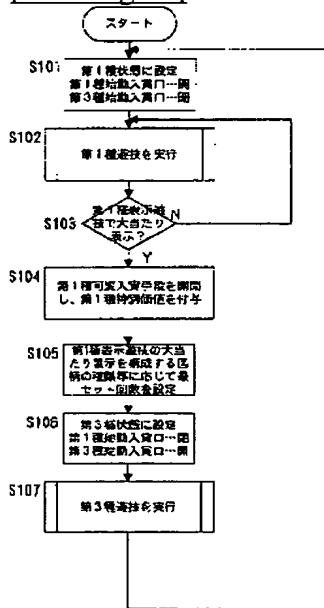 スタート
S101
第1種状態に設定
第1種始動入賞口…開
第3種始動入賞口…閉
S102
第1種遊技を実行
S103
第1種表示遊
技で大当たり
表示?
N
Y
S104
第1種可変入賞手段を開閉
し、第1種特別価値を付与
S105
第1種表示遊技の大当
たり表示を構成する図
柄の種類等に応じて最
セット回数を設定
S106
第3種状態に設定
第1種始動入賞口…閉
第3種始動入賞口…開
S107
第3種遊技を実行